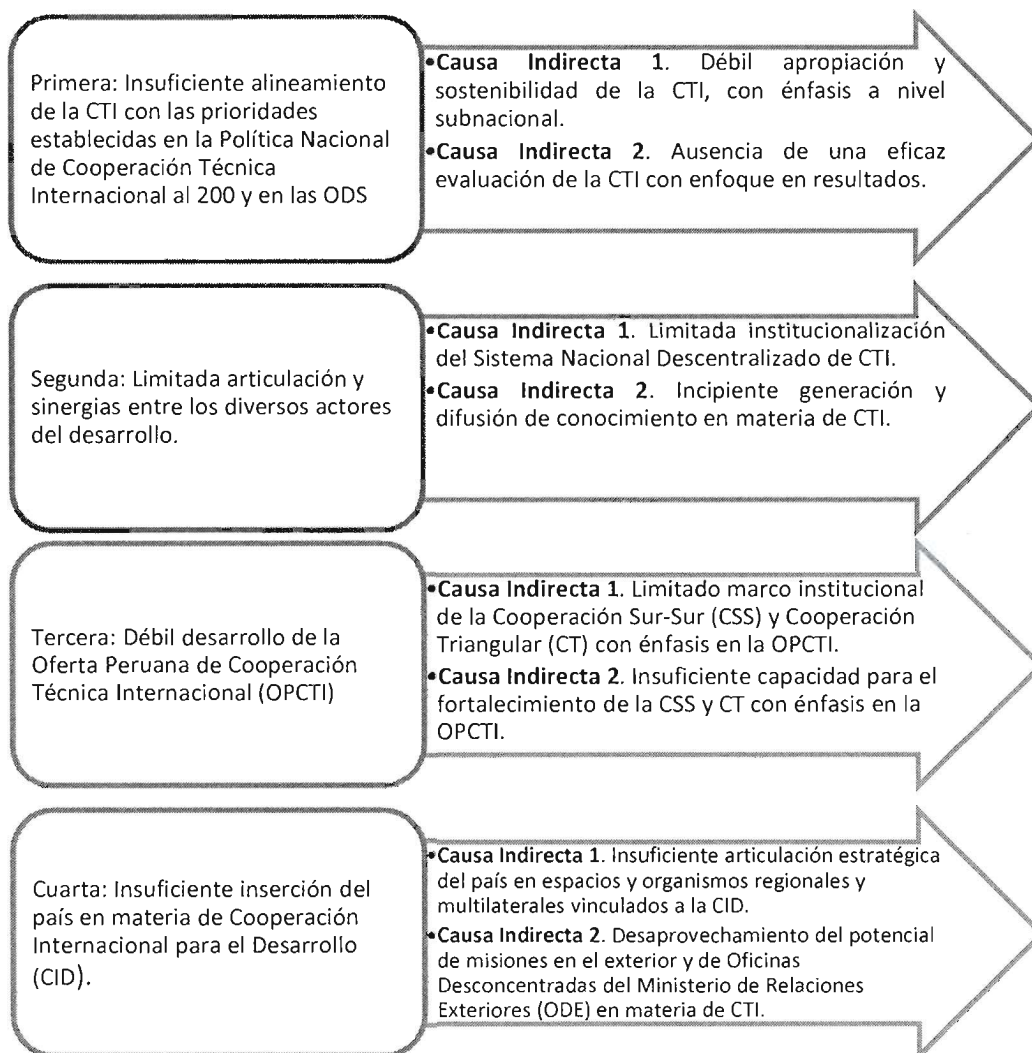 Primera: Insuficiente alineamiento
de la CTI con las prioridades
establecidas en la Política Nacional
de Cooperación Técnica
Internacional al 200 y en las ODS
•Causa Indirecta 1. Débil apropiación y
sostenibilidad de la CTI, con énfasis a nivel
subnacional.
•Causa Indirecta 2. Ausencia de una eficaz
evaluación de la CTI con enfoque en resultados.
Segunda: Limitada articulación y
sinergias entre los diversos actores
del desarrollo.
•Causa Indirecta 1. Limitada institucionalización
del Sistema Nacional Descentralizado de CTI.
•Causa Indirecta 2. Incipiente generación y
difusión de conocimiento en materia de CTI.
Tercera: Débil desarrollo de la
Oferta Peruana de Cooperación
Técnica Internacional (OPCTI)
•Causa Indirecta 1. Limitado marco institucional
de la Cooperación Sur-Sur (CSS) y Cooperación
Triangular (CT) con énfasis en la OPCTI.
•Causa Indirecta 2. Insuficiente capacidad para el
fortalecimiento de la CSS y CT con énfasis en la
OPCTI.
Cuarta: Insuficiente inserción del
país en materia de Cooperación
Internacional para el Desarrollo
(CID).
•Causa Indirecta 1. Insuficiente articulación estratégica
del país en espacios y organismos regionales y
multilaterales vinculados a la CID.
•Causa Indirecta 2. Desaprovechamiento del potencial
de misiones en el exterior y de Oficinas
Desconcentradas del Ministerio de Relaciones
Exteriores (ODE) en materia de CTI.